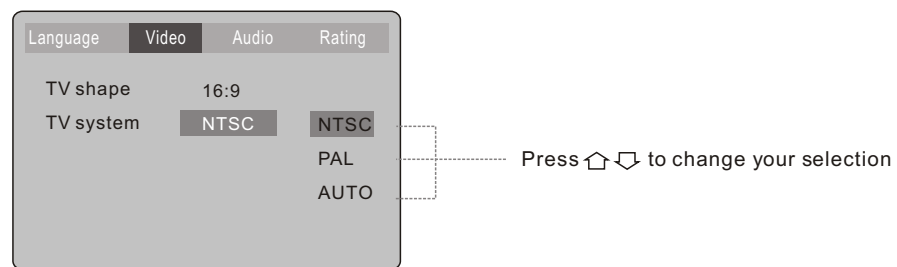 Language Video Audio Rating
TV shape 16:9
TV system NTSC NTSC
PAL
AUTO
Press ⇧ ⇩ to change your selection